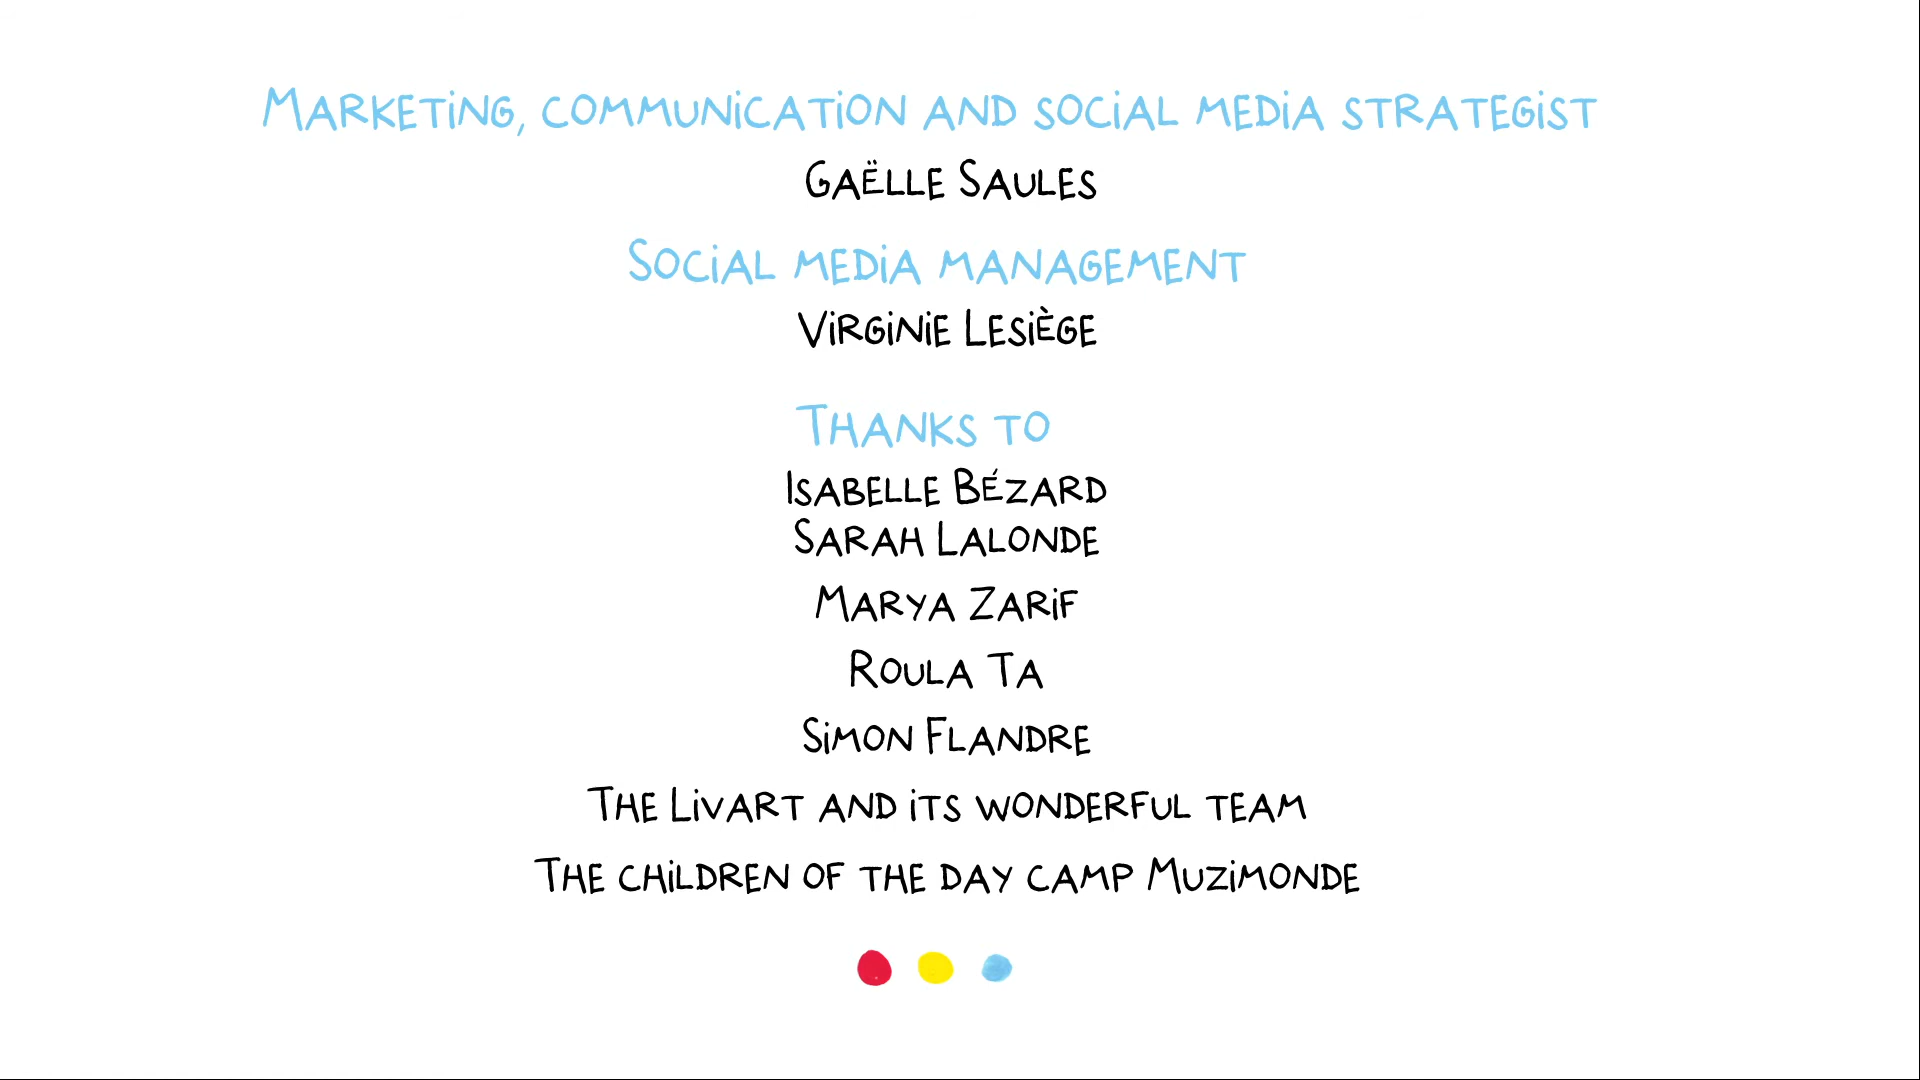 Marketing, communication and social media strategist
Gaëlle Saules
Social media management
Virginie Lesiège
Thanks to
Isabelle Bézard
Sarah Lalonde
Marya Zarif
Roula Ta
Simon Flandre
The Livart and its wonderful team
The children of the day camp Muzimonde